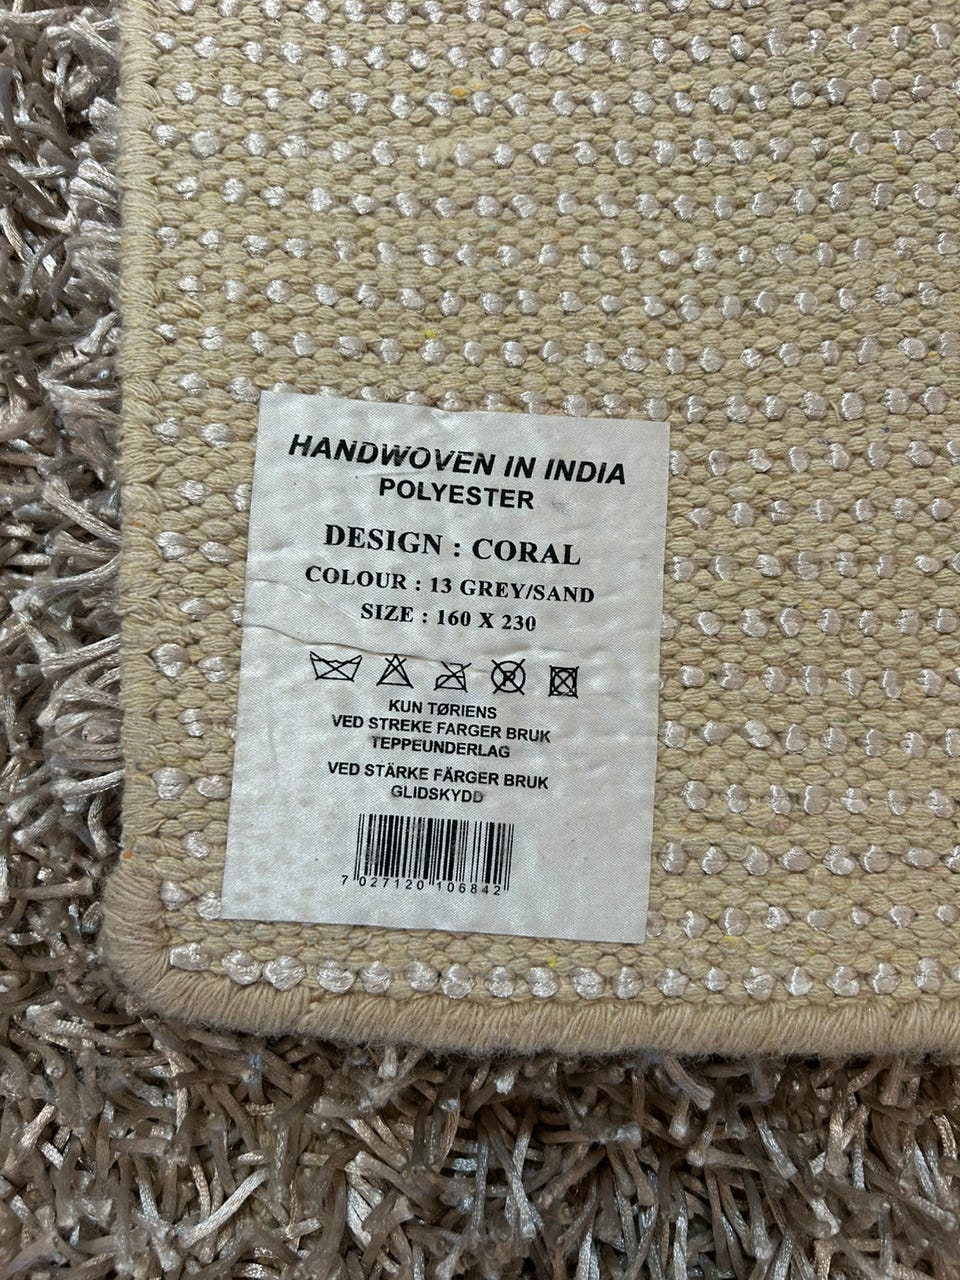 HANDWOVEN IN INDIA
POLYESTER
DESIGN : CORAL
COLOUR : 13 GREY/SAND
SIZE : 160 X 230
KUN TØRIENS
VED STREKE FARGER BRUK
TEPPEUNDERLAG
VED STÄRKE FÄRGER BRUK
GLIDSKYDD
7 027120 106842